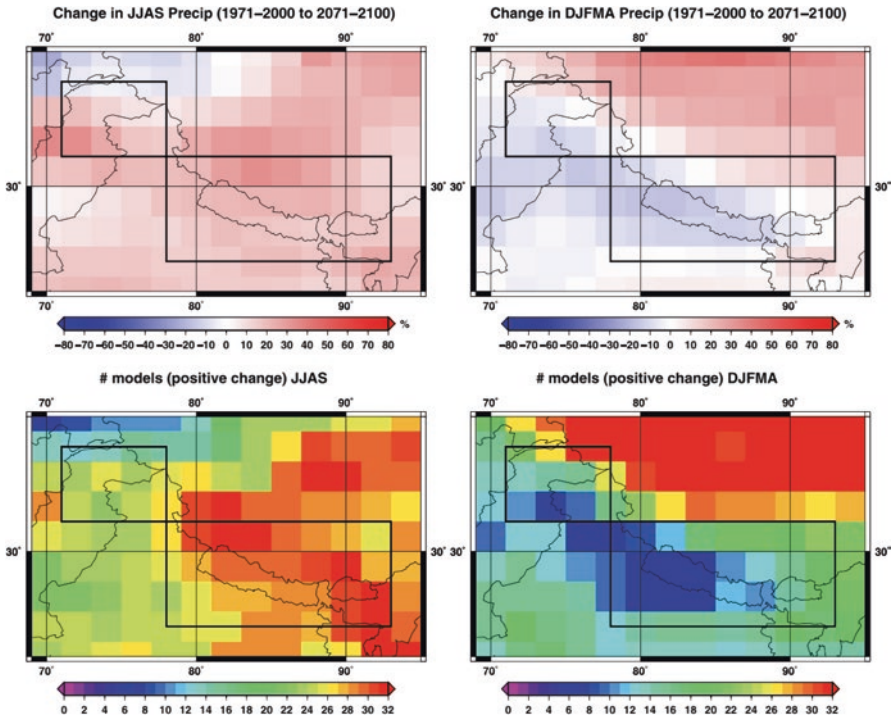 Change in JJAS Precip (1971–2000 to 2071–2100)
Change in DJFMA Precip (1971–2000 to 2071–2100)
30˚ 30˚ 30˚
70˚ 80˚ 90˚
70˚ 80˚ 90˚
−80 −70 −60 −50 −40 −30 −20 −10 0 10 20 30 40 50 60 70 80 %
−80 −70 −60 −50 −40 −30 −20 −10 0 10 20 30 40 50 60 70 80 %
# models (positive change) JJAS
# models (positive change) DJFMA
70˚ 80˚ 90˚
70˚ 80˚ 90˚
30˚ 30˚ 30˚
70˚ 80˚ 90˚
70˚ 80˚ 90˚
0 2 4 6 8 10 12 14 16 18 20 22 24 26 28 30 32
0 2 4 6 8 10 12 14 16 18 20 22 24 26 28 30 32